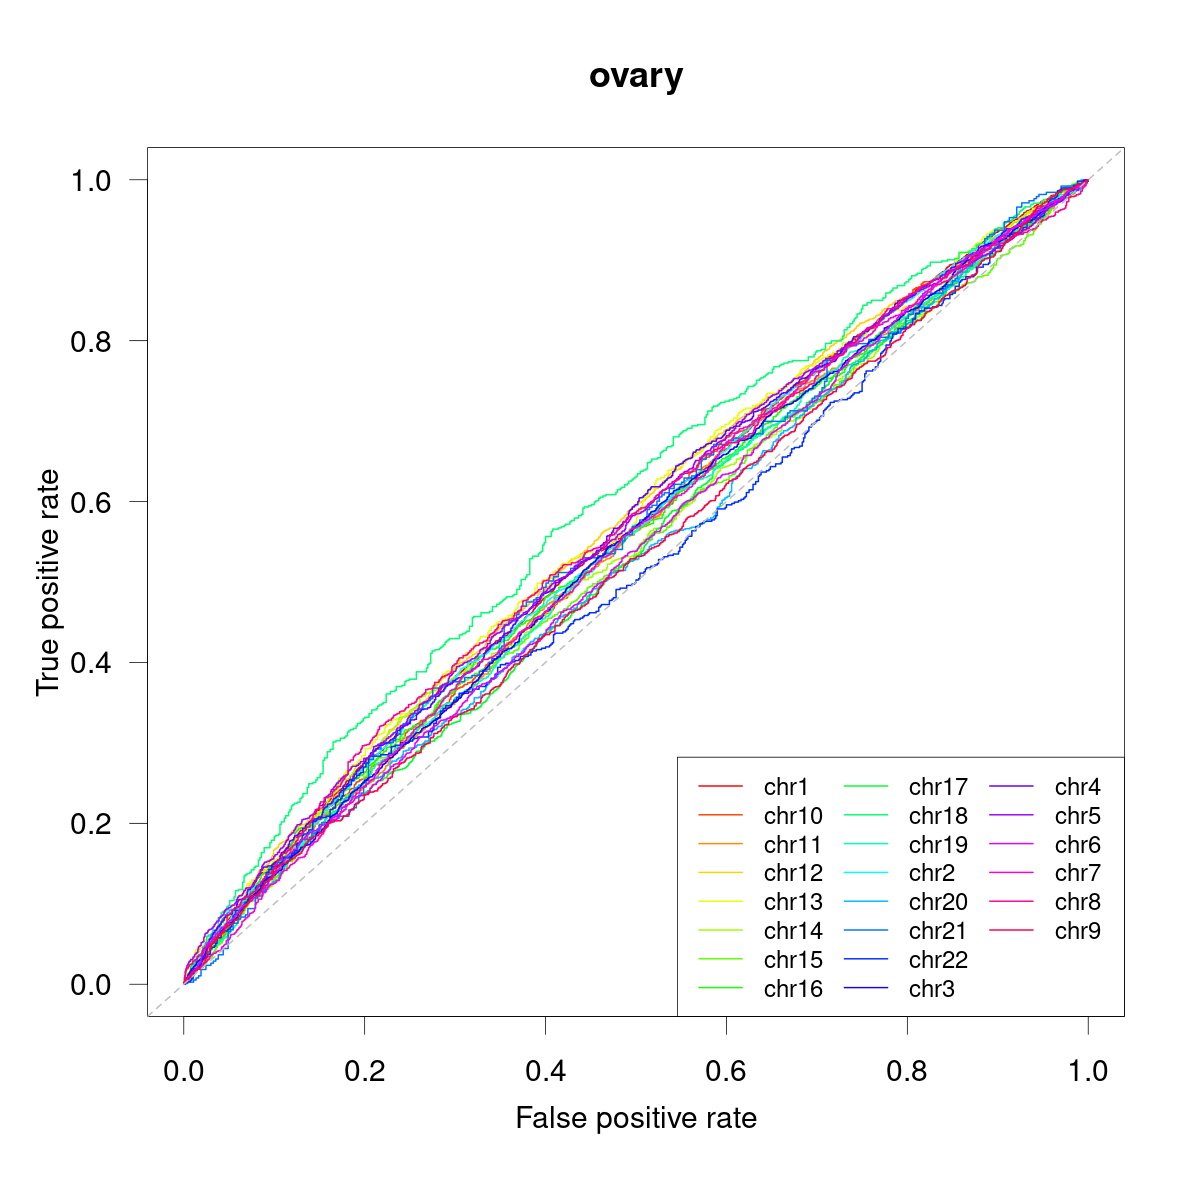 ovary
True positive rate
1.0
0.8
0.6
0.4
0.2
0.0
0.0 0.2 0.4 0.6 0.8 1.0
False positive rate
chr1 chr17 chr4
chr10 chr18 chr5
chr11 chr19 chr6
chr12 chr2 chr7
chr13 chr20 chr8
chr14 chr21 chr9
chr15 chr22
chr16 chr3